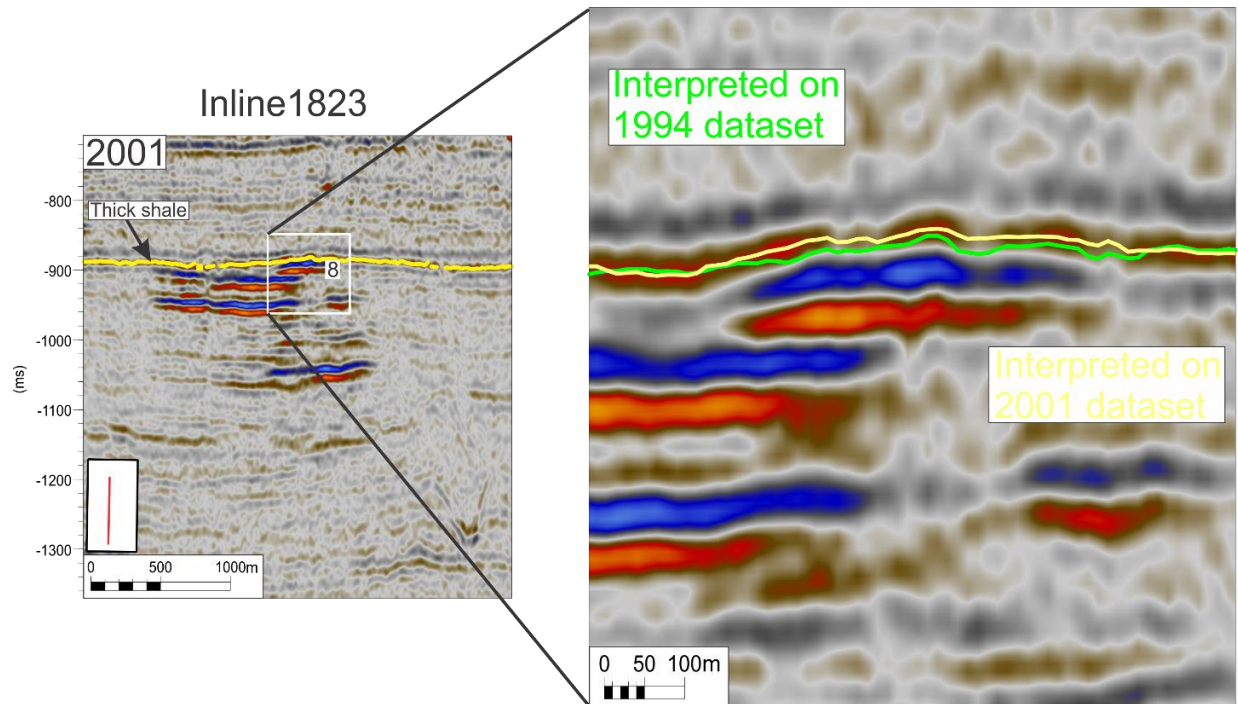 Inline1823
2001
Thick shale
8
-800
-900
-1000
-1100
-1200
-1300
(ms)
0 500 1000m
Interpreted on
1994 dataset
Interpreted on
2001 dataset
0 50 100m